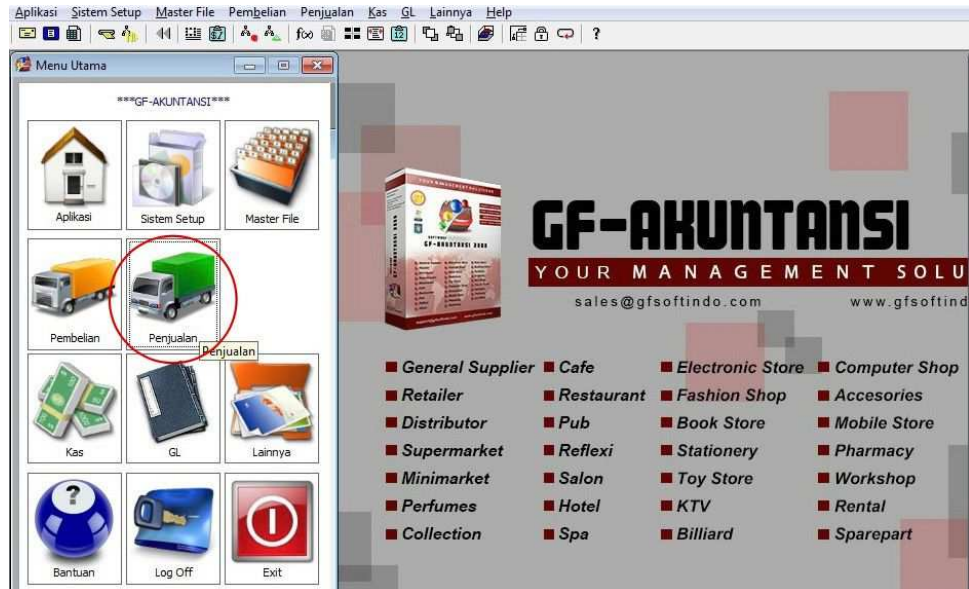 Aplikasi Sistem Setup Master File Pembelian Penjualan Kas GL Lainnya Help
Menu Utama
***GF-AKUNTANSI***
Aplikasi Sistem Setup Master File
Pembelian Penjualan
Penjualan
Kas GL Lainnya
Bantuan Log Off Exit
GF-AKUNTANSI
YOUR MANAGEMENT SOLU
sales@gfsoftindo.com www.gfsoftind
General Supplier Cafe Electronic Store Computer Shop
Retailer Restaurant Fashion Shop Accesories
Distributor Pub Book Store Mobile Store
Supermarket Reflexi Stationery Pharmacy
Minimarket Salon Toy Store Workshop
Perfumes Hotel KTV Rental
Collection Spa Billiard Sparepart